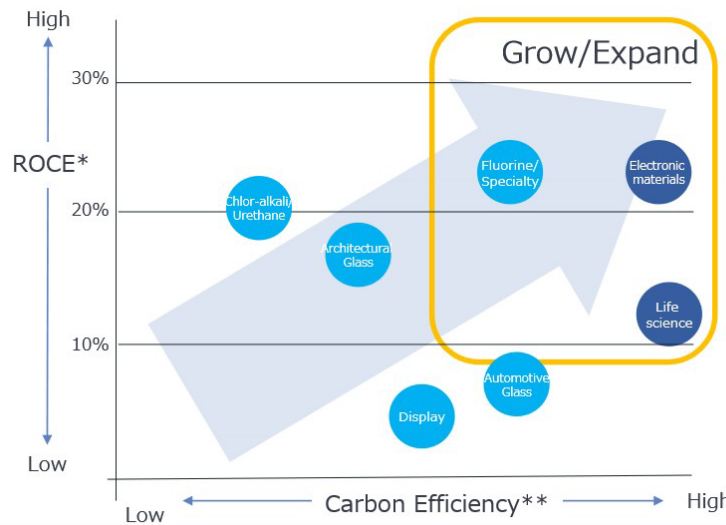 High
Grow/Expand
30%
ROCE*
Fluorine/
Specialty
Electronic
materials
Chlor-alkali/
Urethane
20%
Architectural
Glass
Life
science
10%
Automotive
Glass
Display
Low
Low
Carbon Efficiency**
High